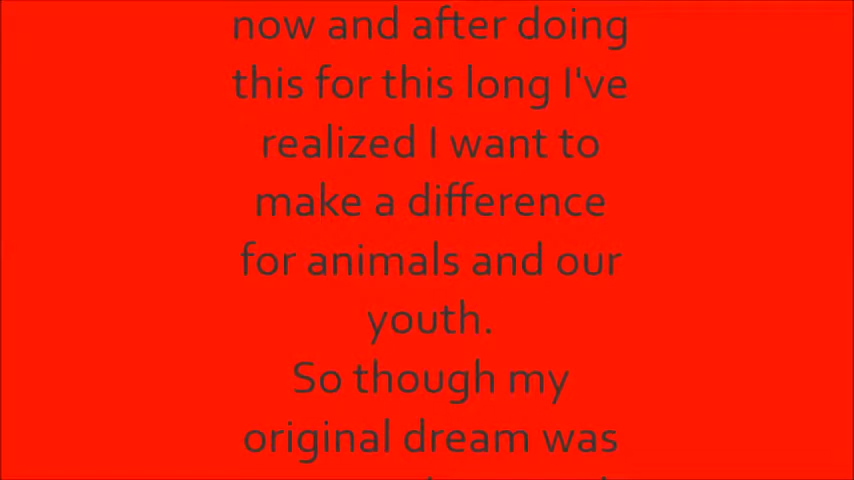 now and after doing
this for this long I've
realized I want to
make a difference
for animals and our
youth.
So though my
original dream was